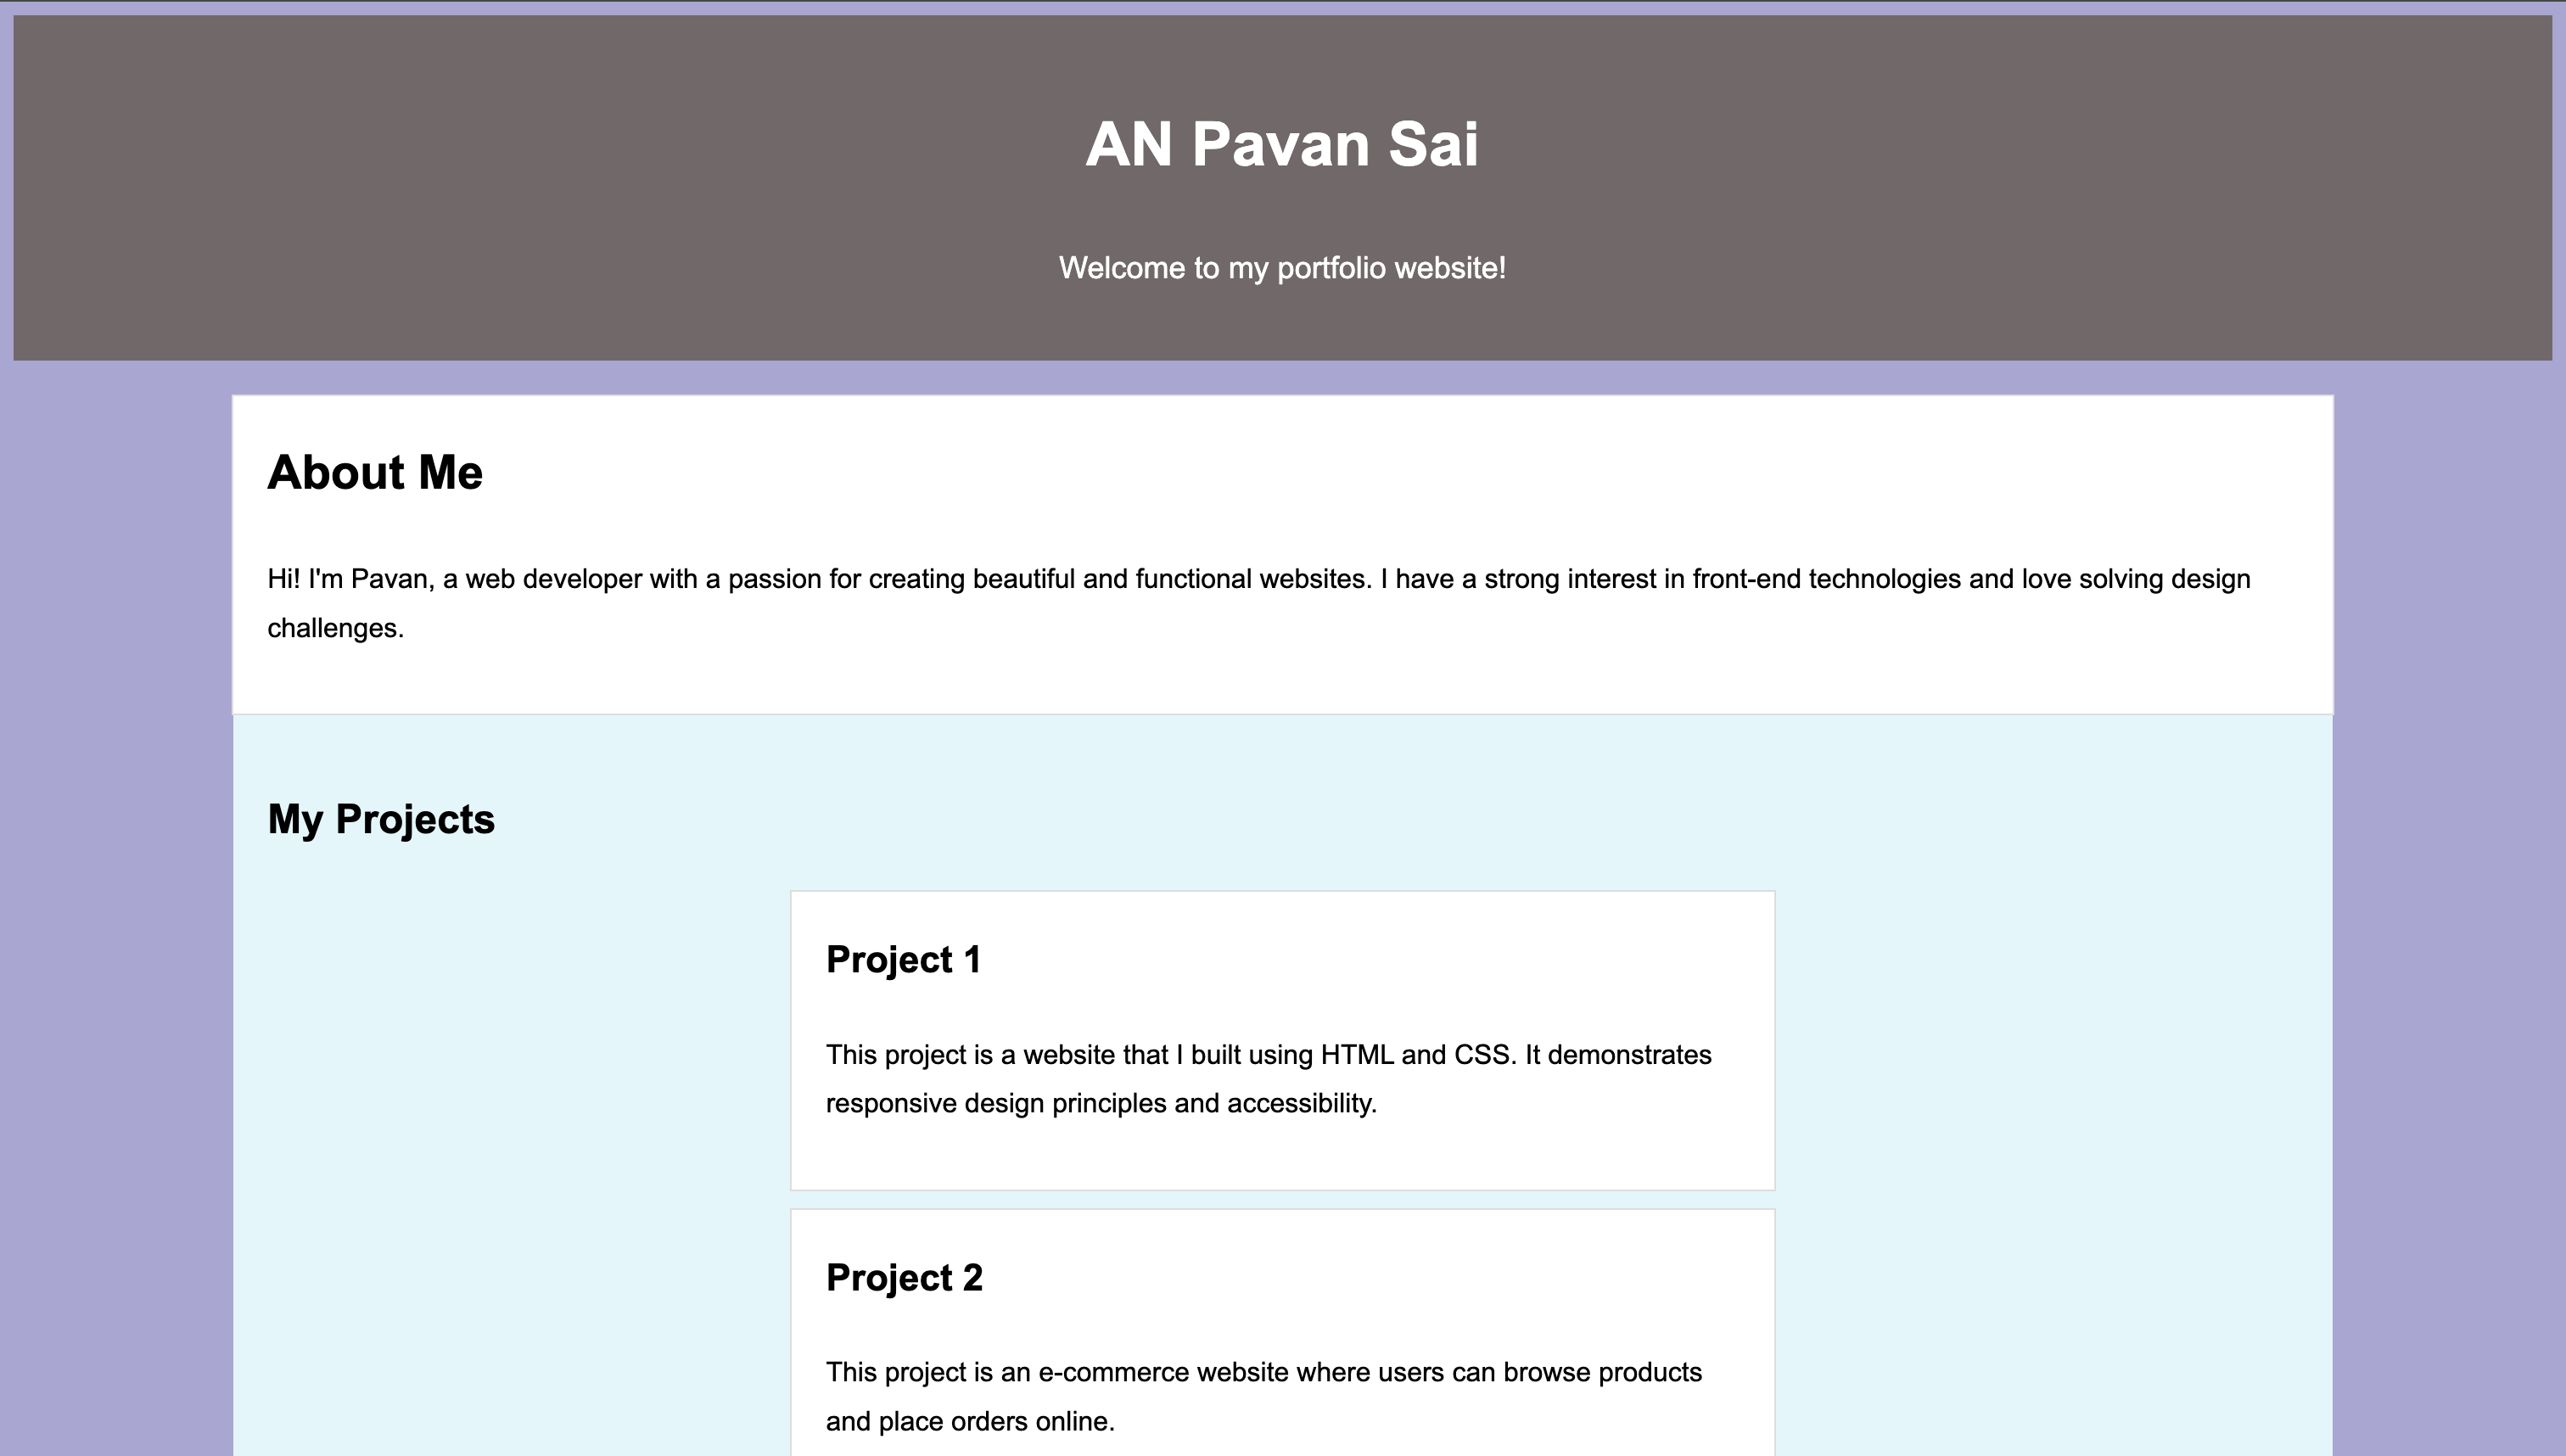 AN Pavan Sai
Welcome to my portfolio website!
About Me
Hi! I'm Pavan, a web developer with a passion for creating beautiful and functional websites. I have a strong interest in front-end technologies and love solving design
challenges.
My Projects
Project 1
This project is a website that I built using HTML and CSS. It demonstrates
responsive design principles and accessibility.
Project 2
This project is an e-commerce website where users can browse products
and place orders online.